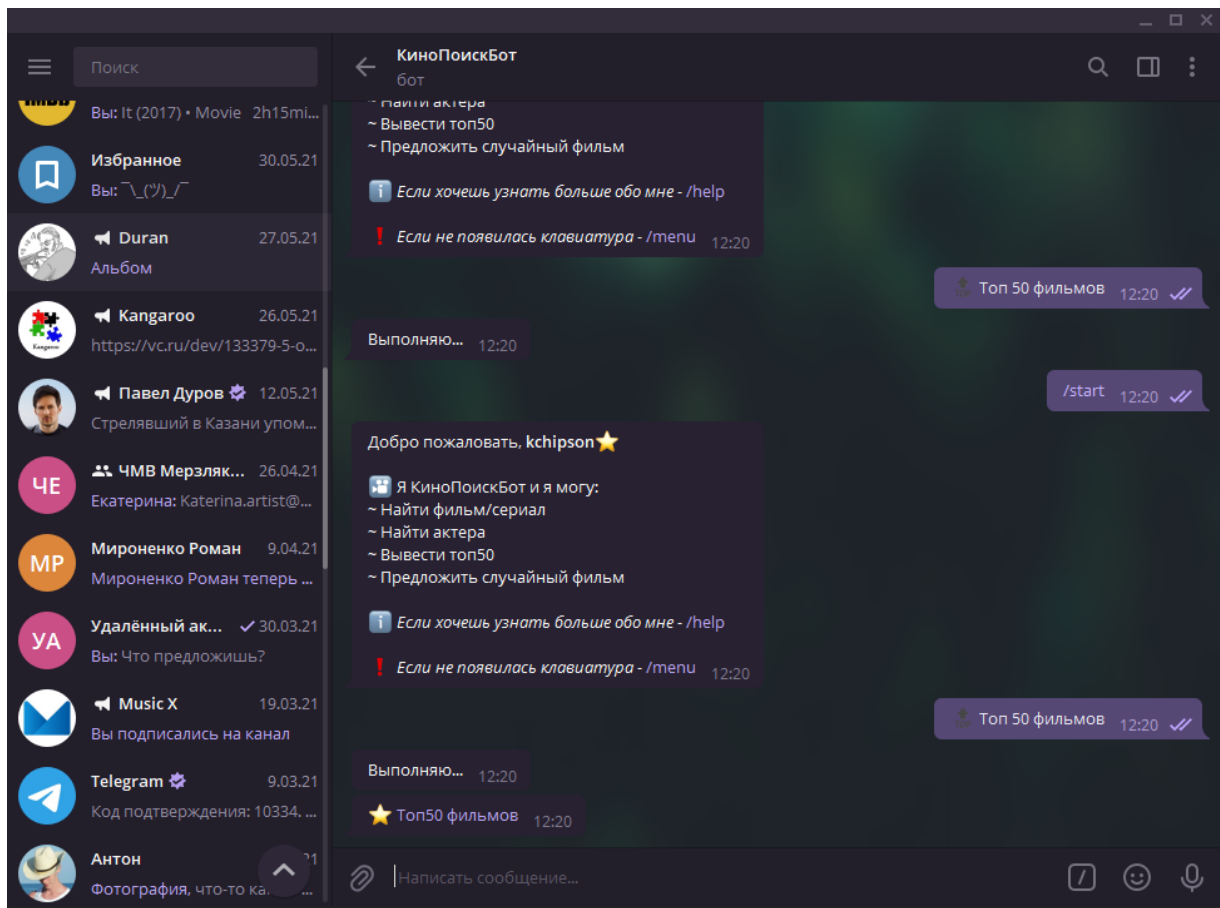 Поиск
Вы: It (2017) • Movie 2h15mi...
Избранное 30.05.21
Вы: ¯\_(ツ)_/¯
Duran 27.05.21
Альбом
Kangaroo 26.05.21
https://vc.ru/dev/133379-5-o...
Kangaroo
Павел Дуров 12.05.21
Стрелявший в Казани упом...
ЧЕ
ЧМВ Мерзляк... 26.04.21
Екатерина: Katerina.artist@...
МР
Мироненко Роман 9.04.21
Мироненко Роман теперь ...
УА
Удалённый ак... 30.03.21
Вы: Что предложишь?
Music X 19.03.21
Вы подписались на канал
Telegram 9.03.21
Код подтверждения: 10334. ...
Антон
Фотография, что-то ка...
КиноПоискБот
бот
~ Найти актера
~ Вывести топ50
~ Предложить случайный фильм
Если хочешь узнать больше обо мне - /help
Если не появилась клавиатура - /menu 12:20
Топ 50 фильмов 12:20
Выполняю... 12:20
/start 12:20
Добро пожаловать, kchipson
Я КиноПоискБот и я могу:
~ Найти фильм/сериал
~ Найти актера
~ Вывести топ50
~ Предложить случайный фильм
Если хочешь узнать больше обо мне - /help
Если не появилась клавиатура - /menu 12:20
Топ 50 фильмов 12:20
Выполняю... 12:20
Топ50 фильмов 12:20
Написать сообщение...